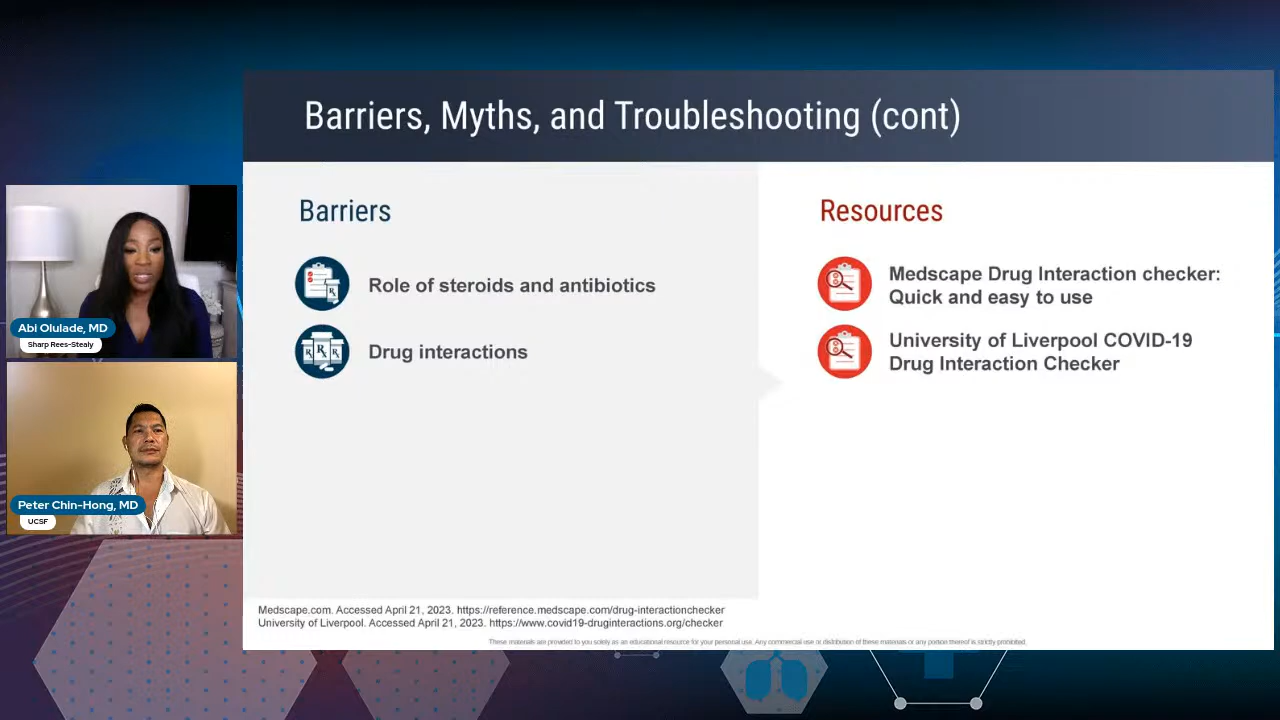 Barriers, Myths, and Troubleshooting (cont)
Barriers
Role of steroids and antibiotics
Drug interactions
Resources
Medscape Drug Interaction checker:
Quick and easy to use
University of Liverpool COVID-19
Drug Interaction Checker
Abi Olulade, MD
Sharp Rees-Stealy
Peter Chin-Hong, MD
UCSF
Medscape.com. Accessed April 21, 2023. https://reference.medscape.com/drug-interactionchecker
University of Liverpool. Accessed April 21, 2023. https://www.covid19-druginteractions.org/checker
These materials are provided to you solely as an educational resource for your personal use. Any commercial use or distribution of these materials or any portion thereof is strictly prohibited.